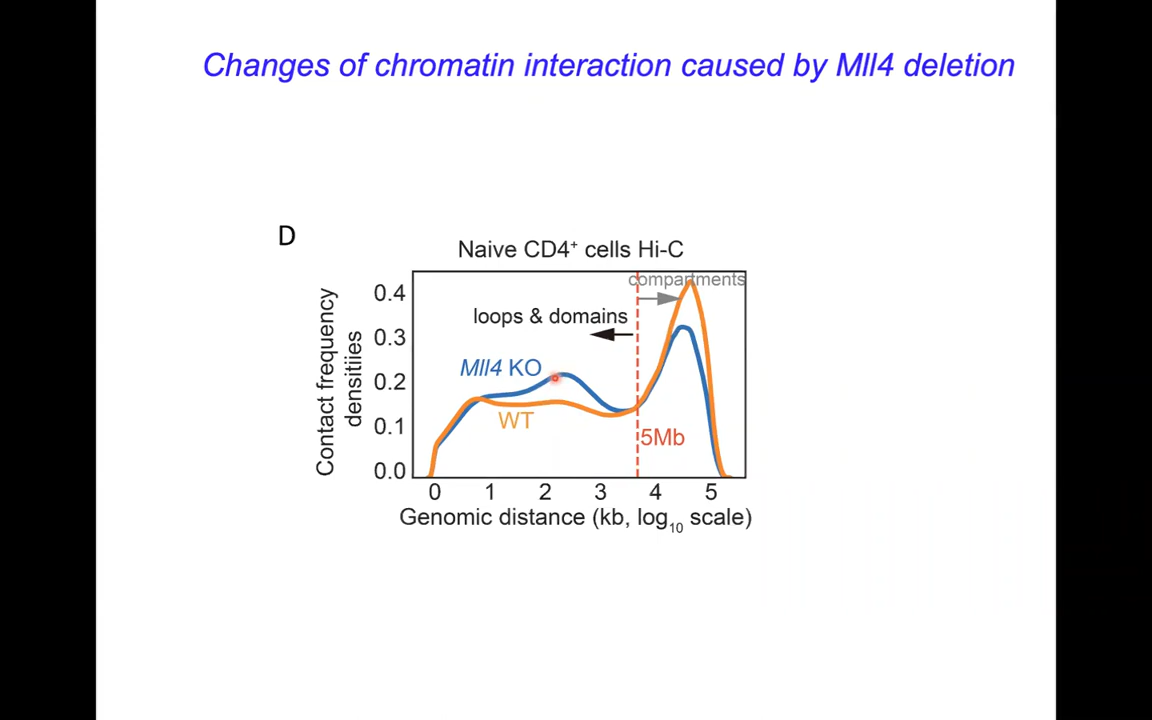 Changes of chromatin interaction caused by Mll4 deletion
D
Naive CD4⁺ cells Hi-C
compartments
loops & domains
Mll4 KO
WT
5Mb
Contact frequency
densitiies
0.4
0.3
0.2
0.1
0.0
0 1 2 3 4 5
Genomic distance (kb, log₁₀ scale)